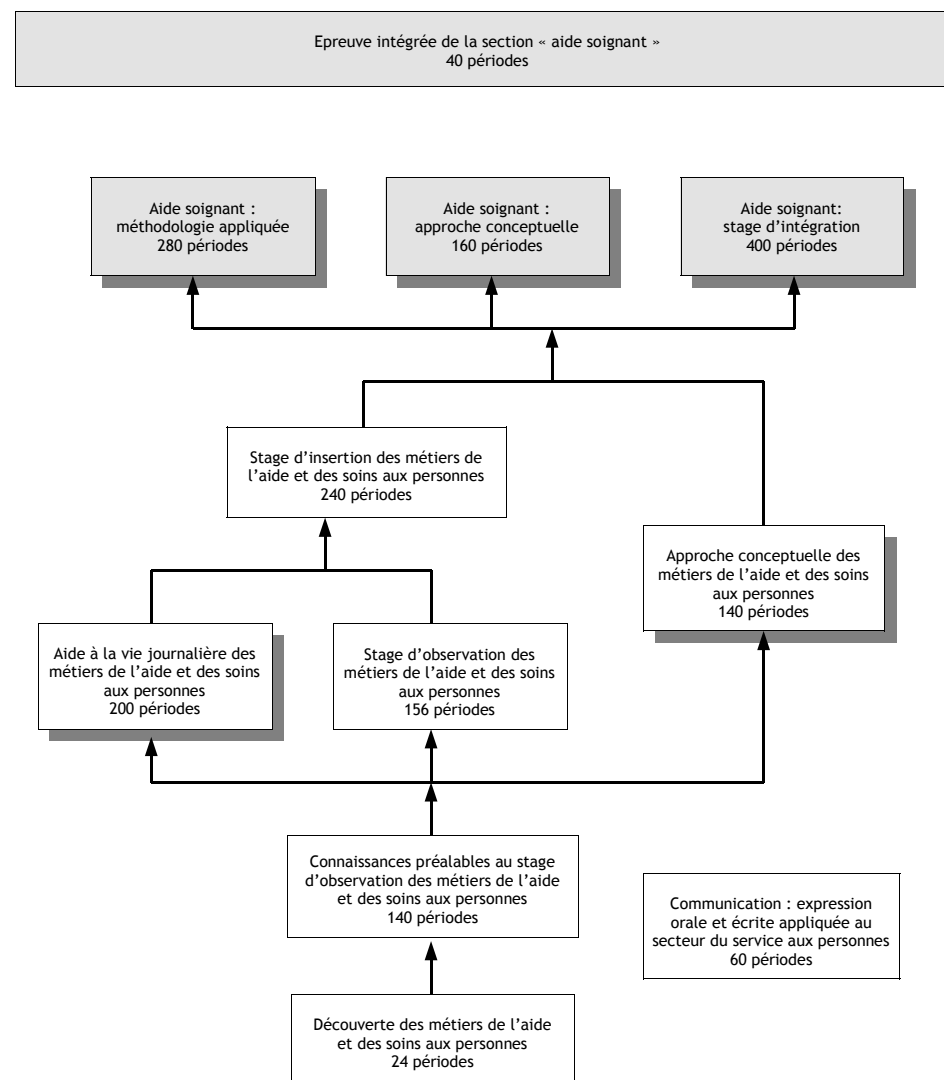 Epreuve intégrée de la section « aide soignant »
40 périodes
Aide soignant :
méthodologie appliquée
280 périodes
Aide soignant :
approche conceptuelle
160 périodes
Aide soignant:
stage d’intégration
400 périodes
Stage d’insertion des métiers de
l’aide et des soins aux personnes
240 périodes
Approche conceptuelle des
métiers de l’aide et des soins
aux personnes
140 périodes
Aide à la vie journalière des
métiers de l’aide et des soins
aux personnes
200 périodes
Stage d’observation des
métiers de l’aide et des soins
aux personnes
156 périodes
Connaissances préalables au stage
d’observation des métiers de l’aide
et des soins aux personnes
140 périodes
Communication : expression
orale et écrite appliquée au
secteur du service aux personnes
60 périodes
Découverte des métiers de l’aide
et des soins aux personnes
24 périodes